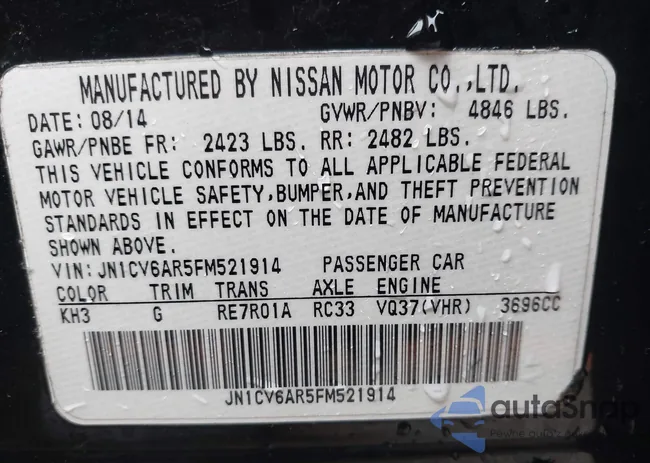 MANUFACTURED BY NISSAN MOTOR CO.,LTD.
DATE: 08/14 GVWR/PNBV: 4846 LBS.
GAWR/PNBE FR: 2423 LBS. RR: 2482 LBS.
THIS VEHICLE CONFORMS TO ALL APPLICABLE FEDERAL
MOTOR VEHICLE SAFETY,BUMPER,AND THEFT PREVENTION
STANDARDS IN EFFECT ON THE DATE OF MANUFACTURE
SHOWN ABOVE.
VIN: JN1CV6AR5FM521914 PASSENGER CAR
COLOR TRIM TRANS AXLE ENGINE
KH3 G RE7R01A RC33 VQ37(VHR) 3696CC
JN1CV6AR5FM521914
autoSnap